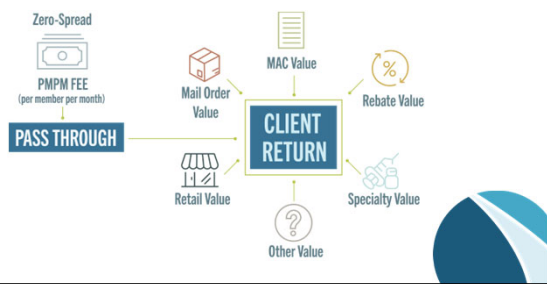 Zero-Spread
PMPM FEE
(per member per month)
PASS THROUGH
Mail Order
Value
MAC Value
%
Rebate Value
CLIENT
RETURN
Retail Value
?
Other Value
Specialty Value